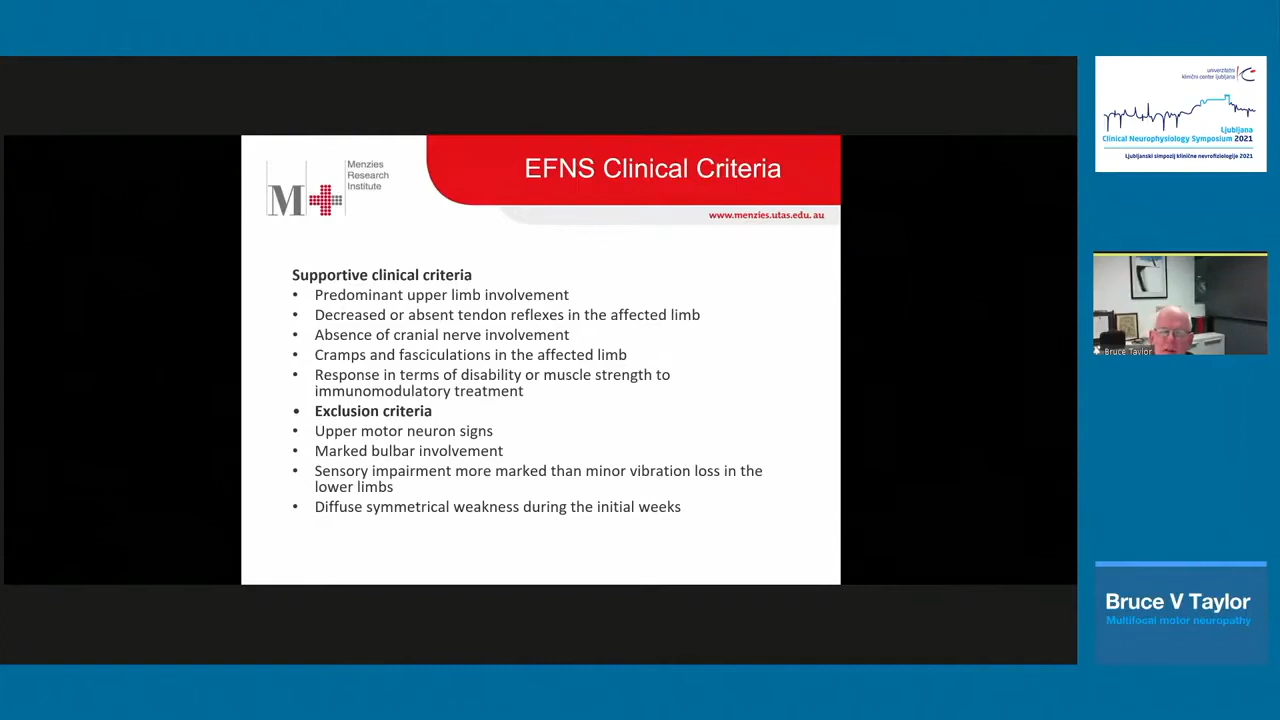 EFNS Clinical Criteria
Menzies
Research
Institute
M
www.menzies.utas.edu.au
Supportive clinical criteria
• Predominant upper limb involvement
• Decreased or absent tendon reflexes in the affected limb
• Absence of cranial nerve involvement
• Cramps and fasciculations in the affected limb
• Response in terms of disability or muscle strength to
immunomodulatory treatment
• Exclusion criteria
• Upper motor neuron signs
• Marked bulbar involvement
• Sensory impairment more marked than minor vibration loss in the
lower limbs
• Diffuse symmetrical weakness during the initial weeks
univerzitetni
klinični center ljubljana
Ljubljana
Clinical Neurophysiology Symposium 2021
Ljubljanski simpozij klinične nevrofiziologije 2021
Bruce Taylor
Bruce V Taylor
Multifocal motor neuropathy